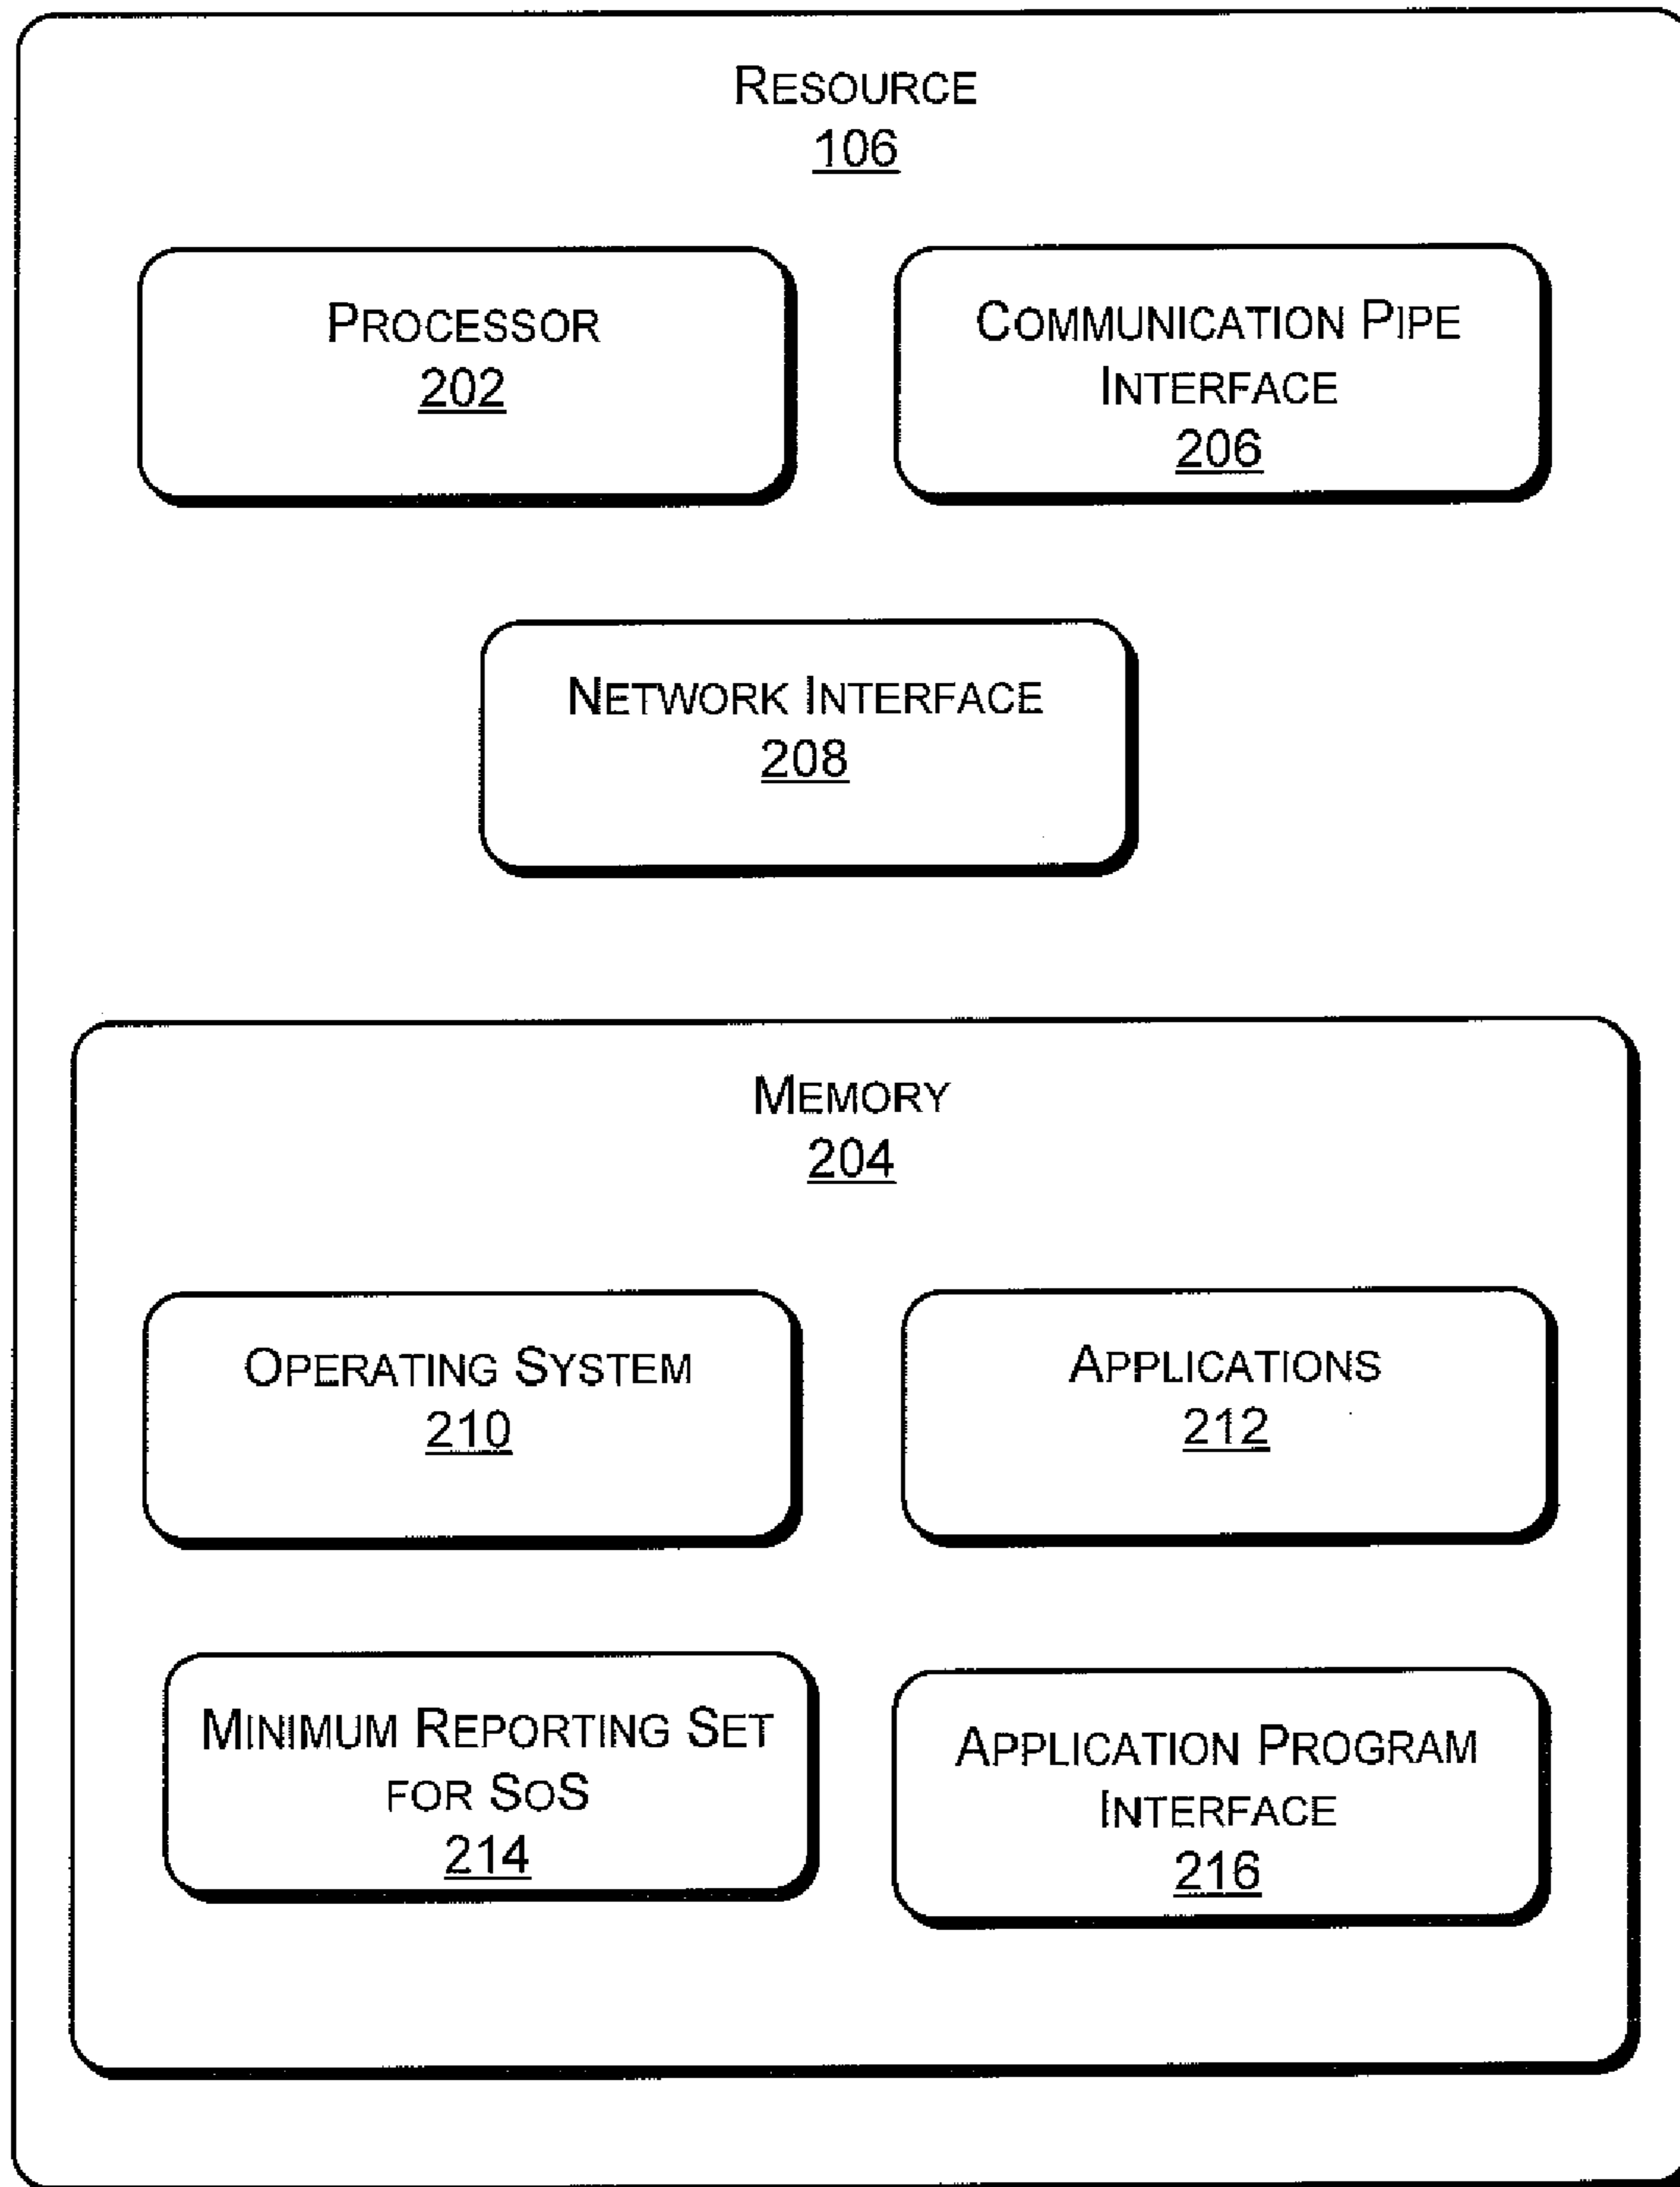 RESOURCE
106
PROCESSOR
202
COMMUNICATION PIPE
INTERFACE
206
NETWORK INTERFACE
208
MEMORY
204
OPERATING SYSTEM
210
APPLICATIONS
212
MINIMUM REPORTING SET
FOR SOS
214
APPLICATION PROGRAM
INTERFACE
216